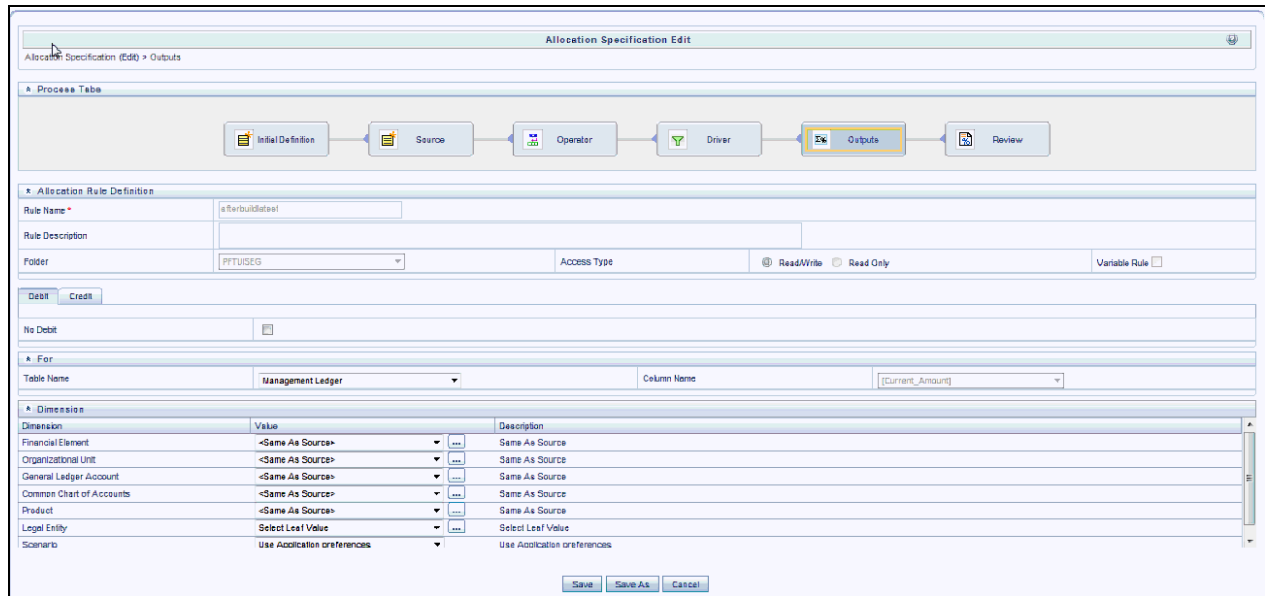 Allocation Specification Edit
Allocation Specification (Edit) > Outputs
Process Tabs
Initial Definition Source Operator Driver Outputs Review
Allocation Rule Definition
Rule Name * afterbuildlatsel
Rule Description
Folder PFTUISEG Access Type Read/Write Read Only Variable Rule
Debit Credit
No Debit
For
Table Name Management Ledger Column Name [Current_Amount]
Dimension
Dimension Value Description
Financial Element <Same As Source> ... Same As Source
Organizational Unit <Same As Source> ... Same As Source
General Ledger Account <Same As Source> ... Same As Source
Common Chart of Accounts <Same As Source> ... Same As Source
Product <Same As Source> ... Same As Source
Legal Entity Select Leaf Value ... Select Leaf Value
Scenario Use Application preferences Use Application preferences
Save Save As Cancel